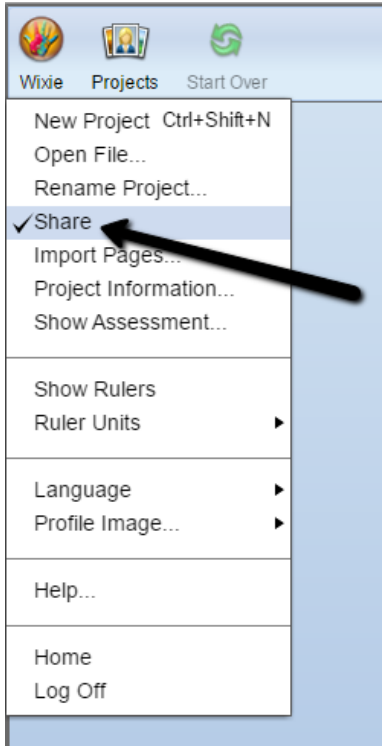 Wixie Projects Start Over
New Project Ctrl+Shift+N
Open File...
Rename Project...
Share
Import Pages...
Project Information...
Show Assessment...
Show Rulers
Ruler Units
Language
Profile Image...
Help...
Home
Log Off